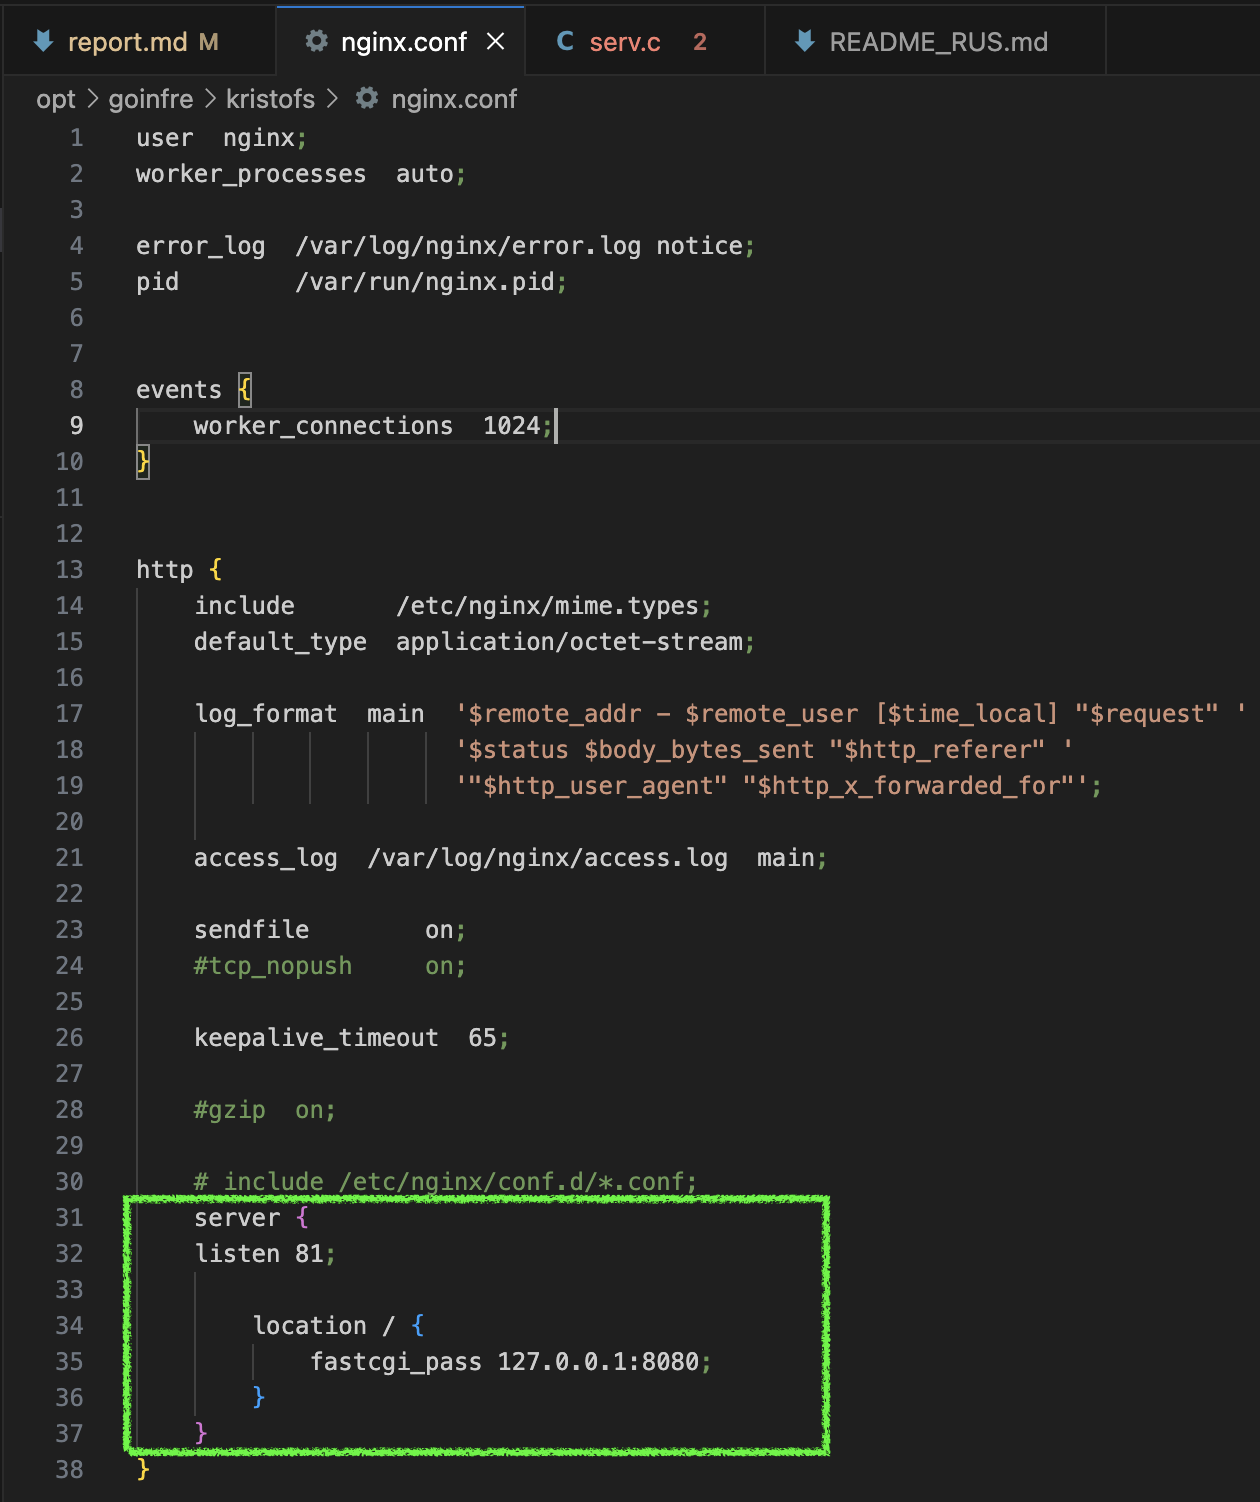 report.md M nginx.conf serv.c 2 README_RUS.md
opt > goinfre > kristofs > nginx.conf
1 user  nginx;
2 worker_processes  auto;
3
4 error_log  /var/log/nginx/error.log notice;
5 pid        /var/run/nginx.pid;
6
7
8 events {
9     worker_connections  1024;
10 }
11
12
13 http {
14     include       /etc/nginx/mime.types;
15     default_type  application/octet-stream;
16
17     log_format  main  '$remote_addr - $remote_user [$time_local] "$request" '
18                       '$status $body_bytes_sent "$http_referer" '
19                       '"$http_user_agent" "$http_x_forwarded_for"';
20
21     access_log  /var/log/nginx/access.log  main;
22
23     sendfile        on;
24     #tcp_nopush     on;
25
26     keepalive_timeout  65;
27
28     #gzip  on;
29
30     # include /etc/nginx/conf.d/*.conf;
31     server {
32     listen 81;
33
34         location / {
35             fastcgi_pass 127.0.0.1:8080;
36         }
37     }
38 }